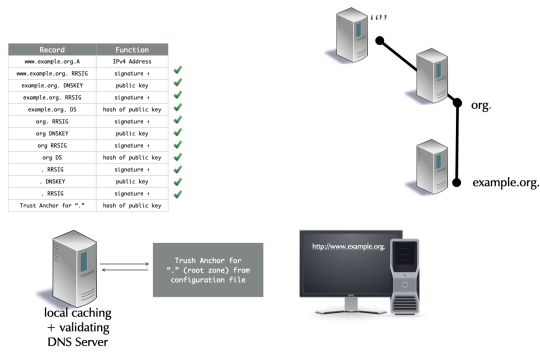 Record Function
www.example.org.A IPv4 Address
www.example.org. RRSIG signature +
example.org. DNSKEY public key
example.org. RRSIG signature +
example.org. DS hash of public key
org. RRSIG signature +
org DNSKEY public key
org RRSIG signature +
org DS hash of public key
. RRSIG signature +
. DNSKEY public key
. RRSIG signature +
Trust Anchor for “.” hash of public key
“.”
org.
example.org.
local caching
+ validating
DNS Server
Trush Anchor for
“.” (root zone) from
configuration file
http://www.example.org.